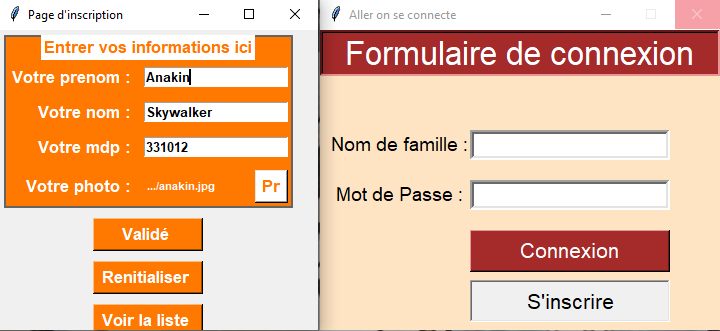 Page d'inscription
Entrer vos informations ici
Votre prenom : Anakin
Votre nom : Skywalker
Votre mdp : 331012
Votre photo : .../anakin.jpg Pr
Validé
Renitialiser
Voir la liste
Aller on se connecte
Formulaire de connexion
Nom de famille :
Mot de Passe :
Connexion
S'inscrire